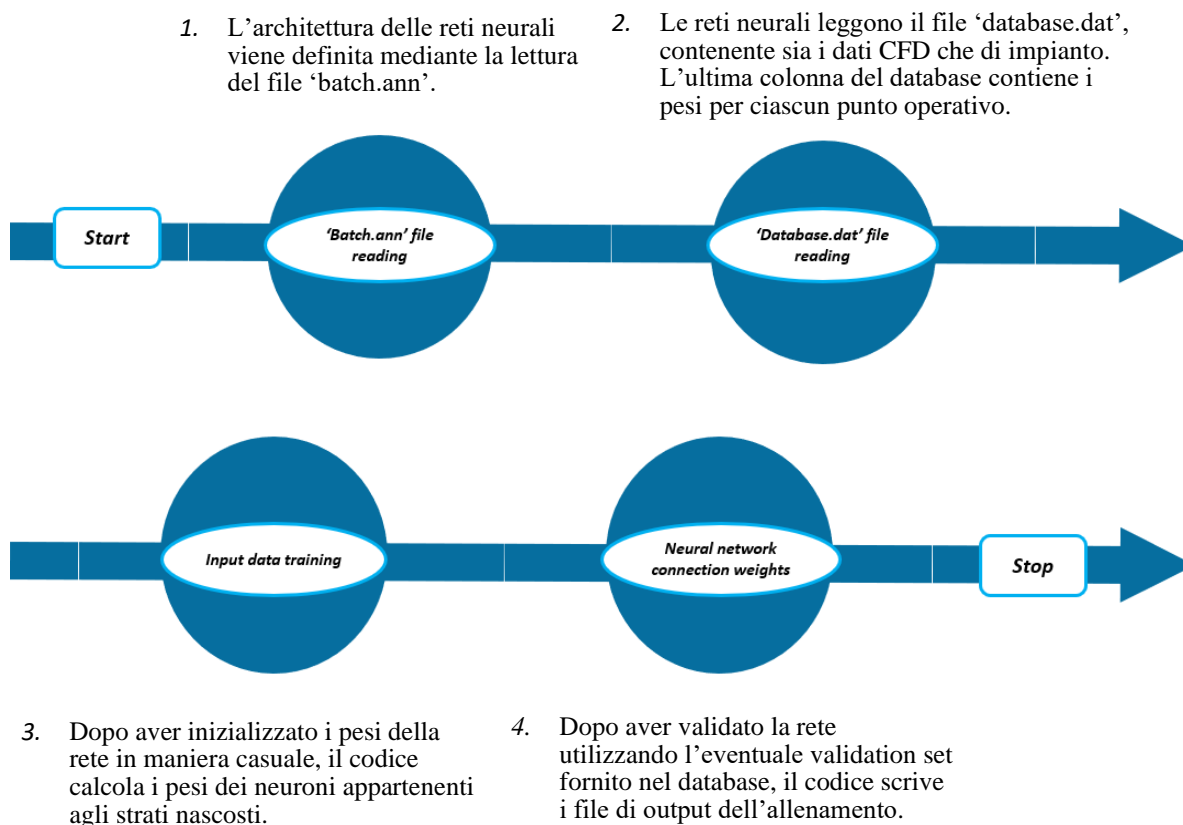 1. L’architettura delle reti neurali
viene definita mediante la lettura
del file ‘batch.ann’.
2. Le reti neurali leggono il file ‘database.dat’,
contenente sia i dati CFD che di impianto.
L’ultima colonna del database contiene i
pesi per ciascun punto operativo.
Start
‘Batch.ann’ file
reading
‘Database.dat’ file
reading
Input data training
Neural network
connection weights
Stop
3. Dopo aver inizializzato i pesi della
rete in maniera casuale, il codice
calcola i pesi dei neuroni appartenenti
agli strati nascosti.
4. Dopo aver validato la rete
utilizzando l’eventuale validation set
fornito nel database, il codice scrive
i file di output dell’allenamento.